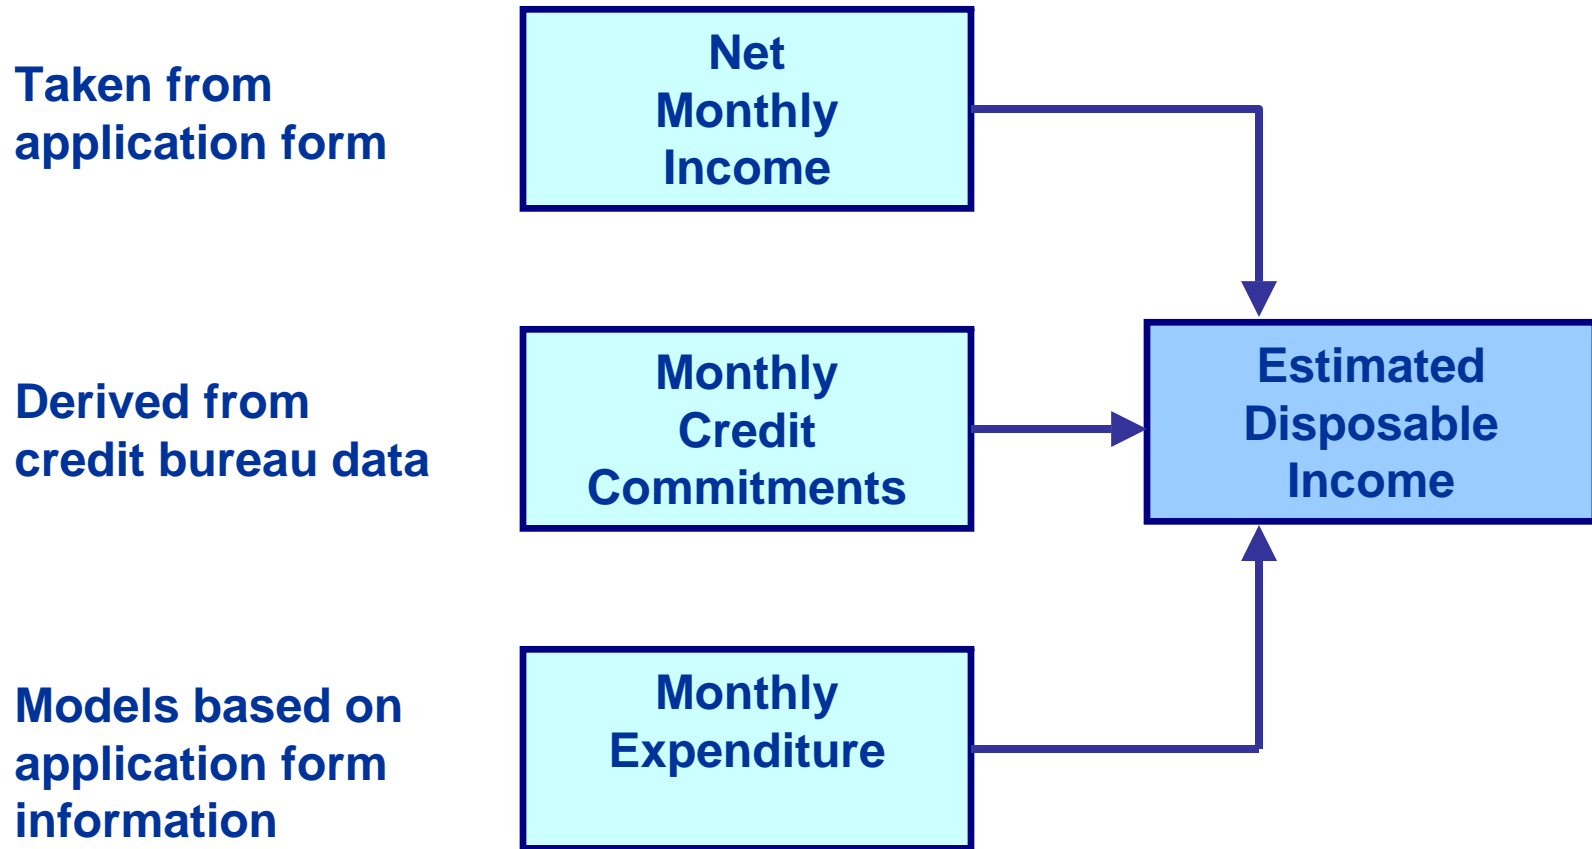 Taken from
application form
Net
Monthly
Income
Derived from
credit bureau data
Monthly
Credit
Commitments
Estimated
Disposable
Income
Models based on
application form
information
Monthly
Expenditure